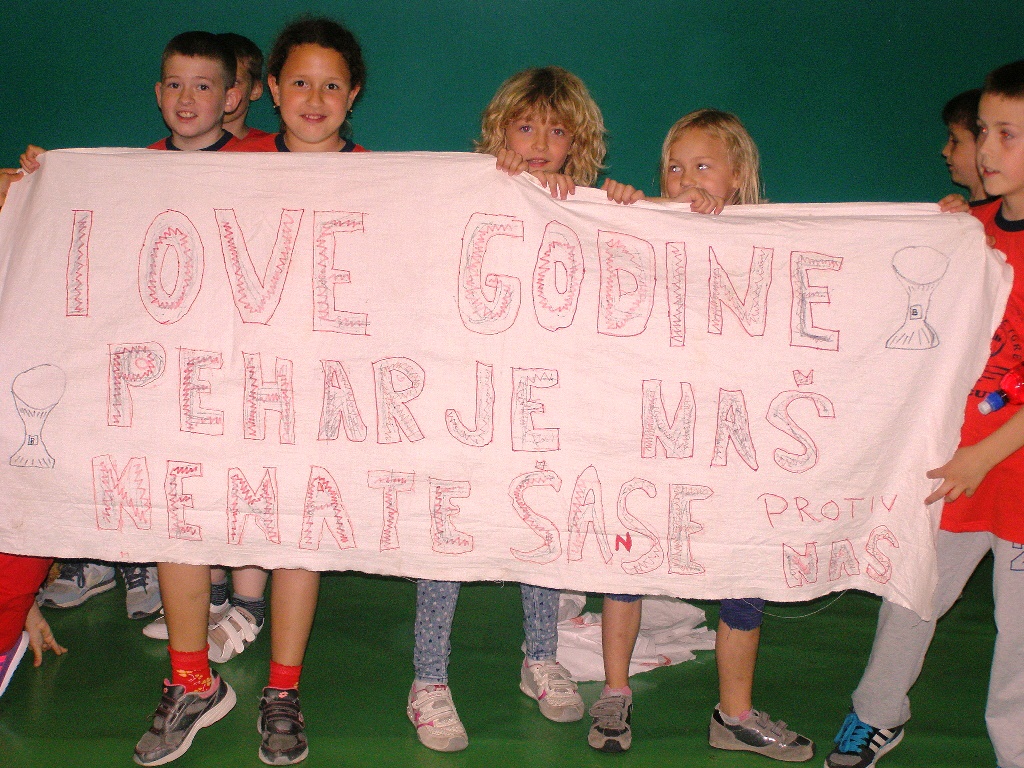 I OVE GODINE
PEHAR JE NAŠ
NEMATE ŠANSE PROTIV
NAS
B
B